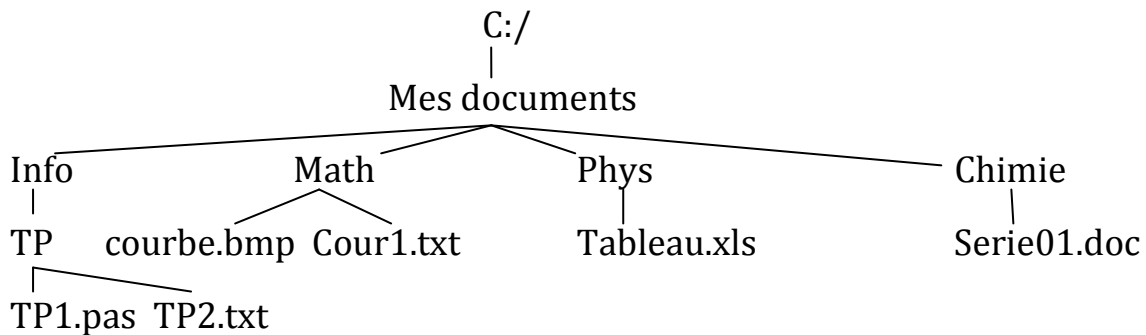 C:/
Mes documents
Info Math Phys Chimie
TP courbe.bmp Cour1.txt Tableau.xls Serie01.doc
TP1.pas TP2.txt